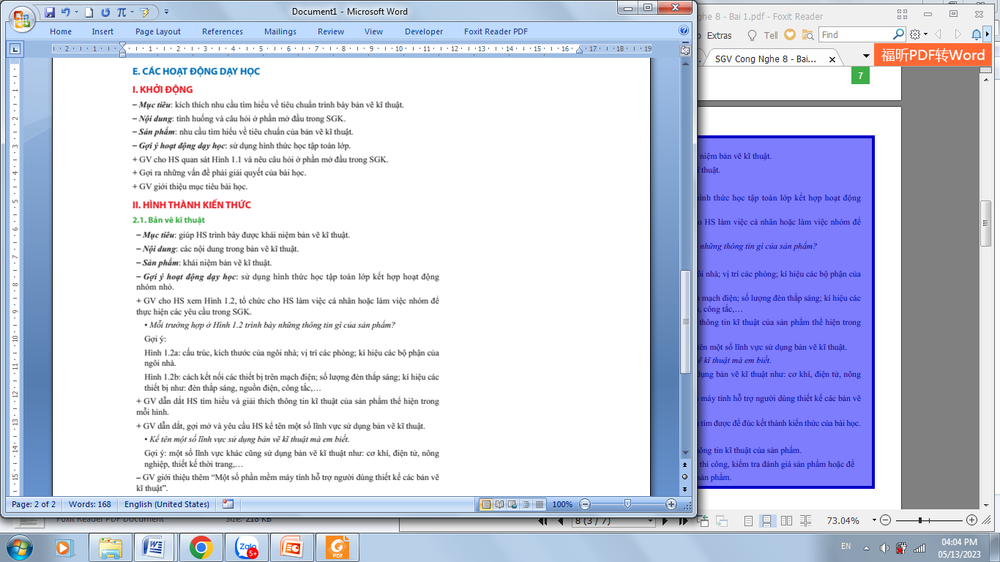 Document1 - Microsoft Word
Home Insert Page Layout References Mailings Review View Developer Foxit Reader PDF
E. CÁC HOẠT ĐỘNG DẠY HỌC
I. KHỞI ĐỘNG
– Mục tiêu: kích thích nhu cầu tìm hiểu về tiêu chuẩn trình bày bản vẽ kĩ thuật.
– Nội dung: tình huống và câu hỏi ở phần mở đầu trong SGK.
– Sản phẩm: nhu cầu tìm hiểu về tiêu chuẩn của bản vẽ kĩ thuật.
– Gợi ý hoạt động dạy học: sử dụng hình thức học tập toàn lớp.
+ GV cho HS quan sát Hình 1.1 và nêu câu hỏi ở phần mở đầu trong SGK.
+ Gợi ra những vấn đề phải giải quyết của bài học.
+ GV giới thiệu mục tiêu bài học.
II. HÌNH THÀNH KIẾN THỨC
2.1. Bản vẽ kĩ thuật
– Mục tiêu: giúp HS trình bày được khái niệm bản vẽ kĩ thuật.
– Nội dung: các nội dung trong bản vẽ kĩ thuật.
– Sản phẩm: khái niệm bản vẽ kĩ thuật.
– Gợi ý hoạt động dạy học: sử dụng hình thức học tập toàn lớp kết hợp hoạt động
nhóm nhỏ.
+ GV cho HS xem Hình 1.2, tổ chức cho HS làm việc cá nhân hoặc làm việc nhóm để
thực hiện các yêu cầu trong SGK.
• Mỗi trường hợp ở Hình 1.2 trình bày những thông tin gì của sản phẩm?
Gợi ý:
Hình 1.2a: cấu trúc, kích thước của ngôi nhà; vị trí các phòng; kí hiệu các bộ phận của
ngôi nhà.
Hình 1.2b: cách kết nối các thiết bị trên mạch điện; số lượng đèn thắp sáng; kí hiệu các
thiết bị như: đèn thắp sáng, nguồn điện, công tắc,…
+ GV dẫn dắt HS tìm hiểu và giải thích thông tin kĩ thuật của sản phẩm thể hiện trong
mỗi hình.
+ GV dẫn dắt, gợi mở và yêu cầu HS kể tên một số lĩnh vực sử dụng bản vẽ kĩ thuật.
• Kể tên một số lĩnh vực sử dụng bản vẽ kĩ thuật mà em biết.
Gợi ý: một số lĩnh vực khác cũng sử dụng bản vẽ kĩ thuật như: cơ khí, điện tử, nông
nghiệp, thiết kế thời trang,…
– GV giới thiệu thêm “Một số phần mềm máy tính hỗ trợ người dùng thiết kế các bản vẽ
kĩ thuật”.
Page: 2 of 2 Words: 168 English (United States) 100%
Foxit Reader PDF Document Size: 218 KB
Nghe 8 - Bai 1.pdf - Foxit Reader
Extras Tell Find
SGV Cong Nghe 8 - Bai...
福昕PDF转Word
7
niệm bản vẽ kĩ thuật.
thuật.
hình thức học tập toàn lớp kết hợp hoạt động
HS làm việc cá nhân hoặc làm việc nhóm để
những thông tin gì của sản phẩm?
nhà; vị trí các phòng; kí hiệu các bộ phận của
mạch điện; số lượng đèn thắp sáng; kí hiệu các
công tắc,…
thông tin kĩ thuật của sản phẩm thể hiện trong
tên một số lĩnh vực sử dụng bản vẽ kĩ thuật.
kĩ thuật mà em biết.
dụng bản vẽ kĩ thuật như: cơ khí, điện tử, nông
máy tính hỗ trợ người dùng thiết kế các bản vẽ
tìm được để đúc kết thành kiến thức của bài học.
thông tin kĩ thuật của sản phẩm.
thi công, kiểm tra đánh giá sản phẩm hoặc để
sản phẩm.
8 (3 / 7) 73.04%
Zalo 5+
PDF
EN
04:04 PM
05/13/2023